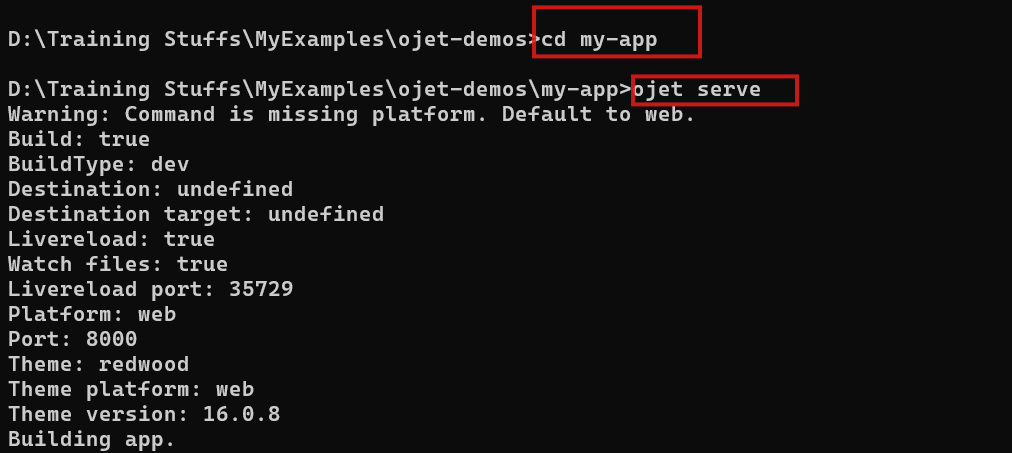 D:\Training Stuffs\MyExamples\ojet-demos>cd my-app
D:\Training Stuffs\MyExamples\ojet-demos\my-app>ojet serve
Warning: Command is missing platform. Default to web.
Build: true
BuildType: dev
Destination: undefined
Destination target: undefined
Livereload: true
Watch files: true
Livereload port: 35729
Platform: web
Port: 8000
Theme: redwood
Theme platform: web
Theme version: 16.0.8
Building app.